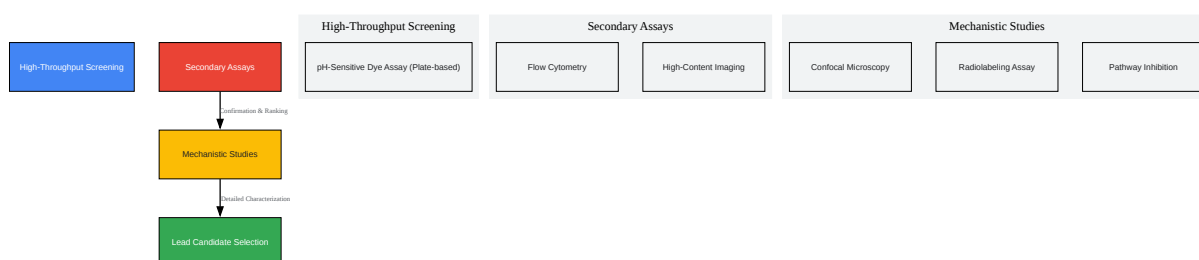 High-Throughput Screening
Secondary Assays
Mechanistic Studies
High-Throughput Screening
Secondary Assays
pH-Sensitive Dye Assay (Plate-based)
Flow Cytometry
High-Content Imaging
Confocal Microscopy
Radiolabeling Assay
Pathway Inhibition
Confirmation & Ranking
Mechanistic Studies
Detailed Characterization
Lead Candidate Selection